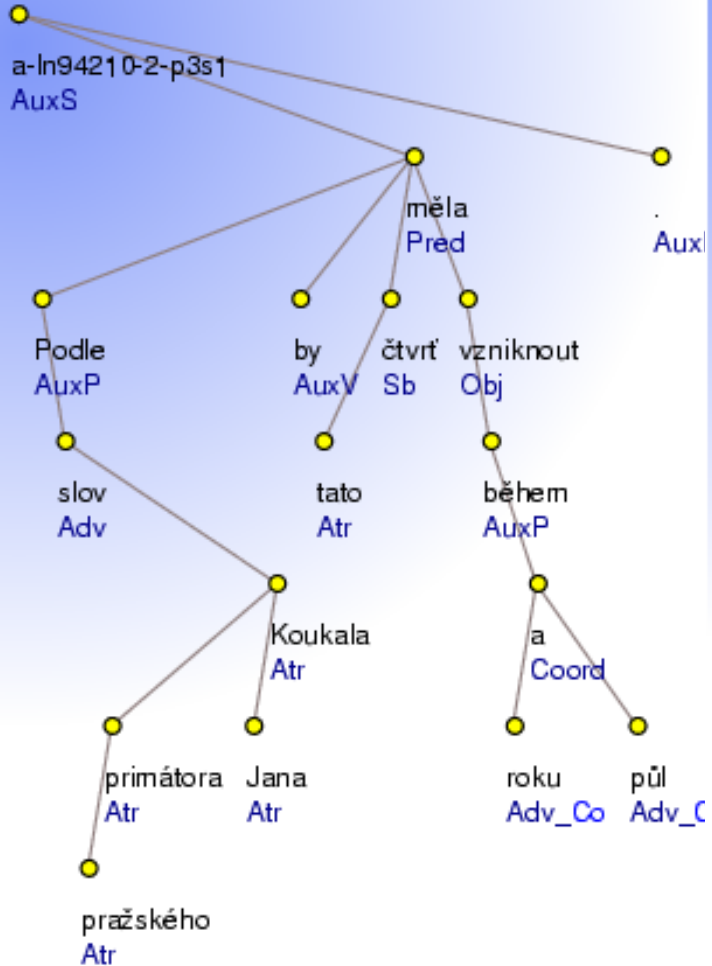 a-ln94210-2-p3s1
AuxS
měla .
Pred
Podle by čtvrť vzniknout
AuxP AuxV Sb Obj
slov tato během
Adv Atr AuxP
Koukala a
Atr Coord
primátora Jana roku půl
Atr Atr Adv_Co
pražského
Atr